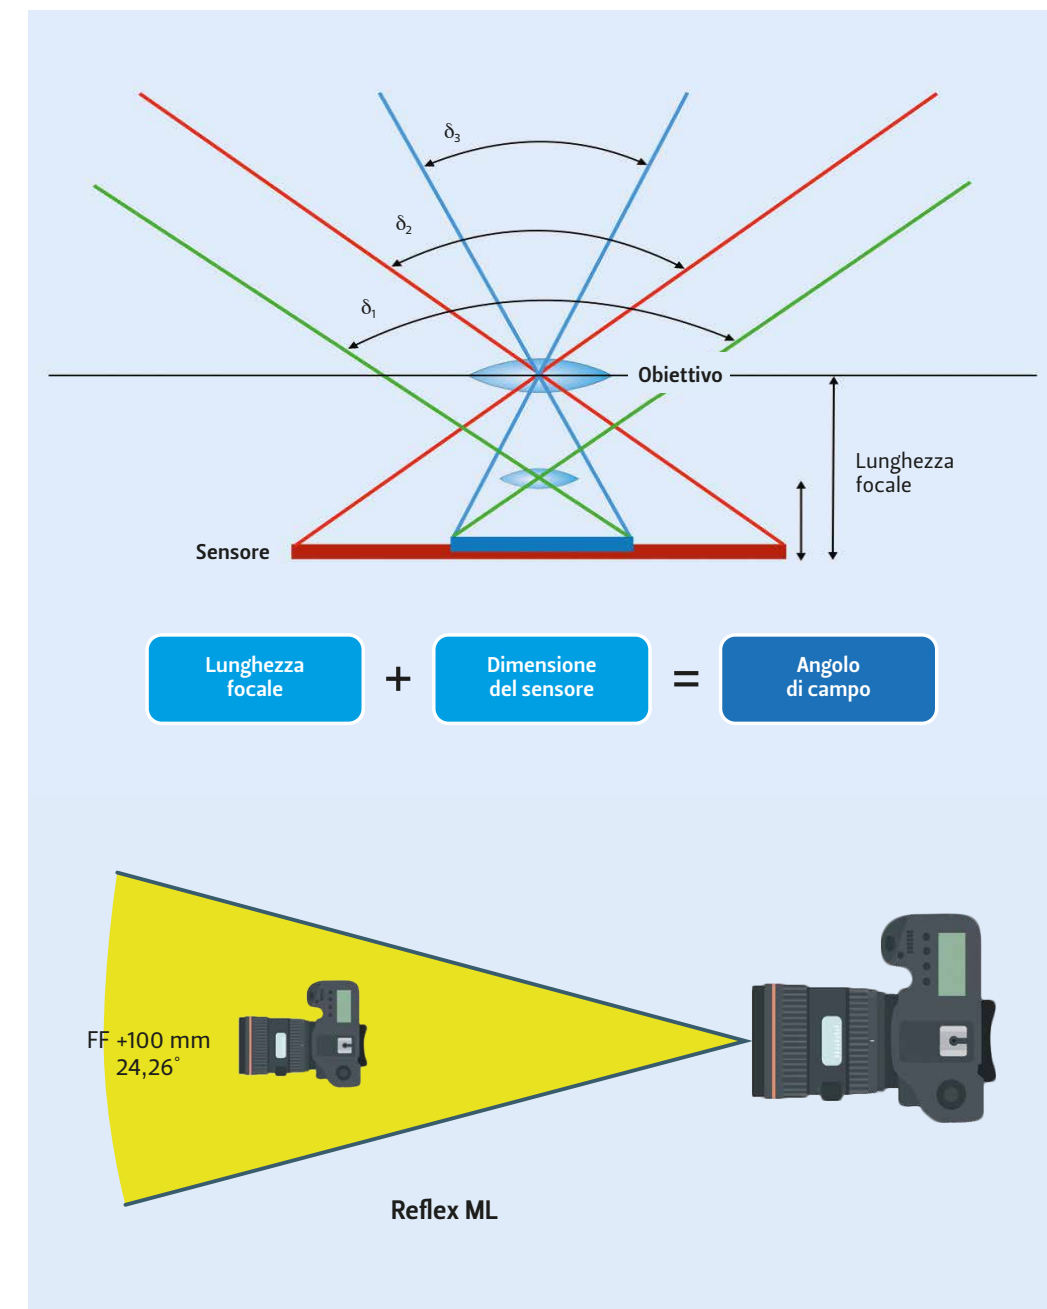 δ₃
δ₂
δ₁
Obiettivo
Lunghezza
focale
Sensore
Lunghezza
focale
+
Dimensione
del sensore
=
Angolo
di campo
FF +100 mm
24,26°
Reflex ML